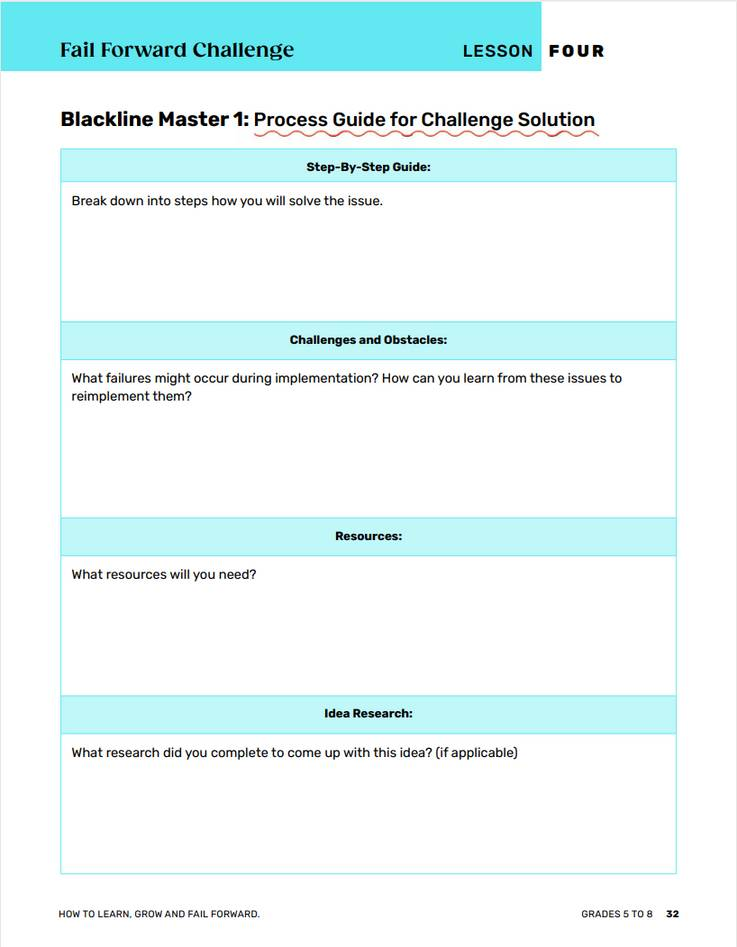 Fail Forward Challenge LESSON FOUR
Blackline Master 1: Process Guide for Challenge Solution
Step-By-Step Guide:
Break down into steps how you will solve the issue.
Challenges and Obstacles:
What failures might occur during implementation? How can you learn from these issues to
reimplement them?
Resources:
What resources will you need?
Idea Research:
What research did you complete to come up with this idea? (if applicable)
HOW TO LEARN, GROW AND FAIL FORWARD. GRADES 5 TO 8 32